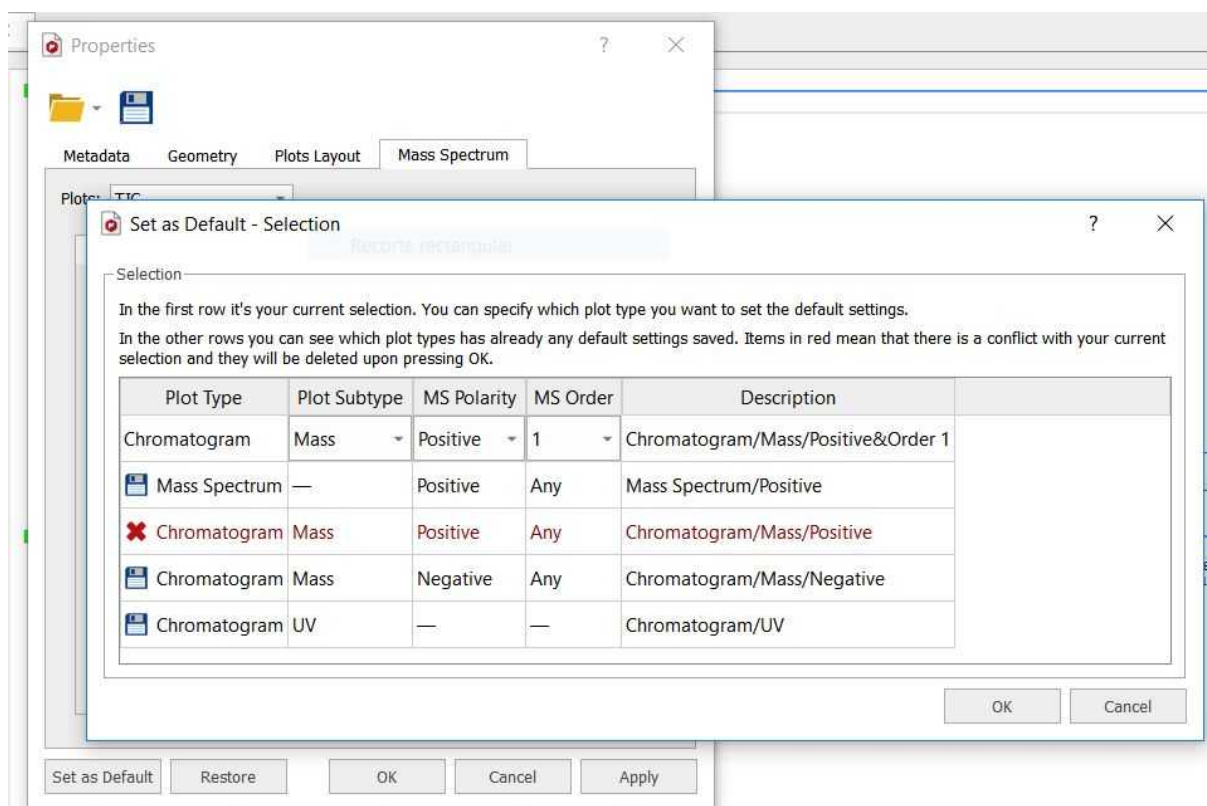 Properties
?
Metadata Geometry Plots Layout Mass Spectrum
Plots: TIC
Set as Default - Selection
?
Recorte rectangular
Selection
In the first row it's your current selection. You can specify which plot type you want to set the default settings.
In the other rows you can see which plot types has already any default settings saved. Items in red mean that there is a conflict with your current
selection and they will be deleted upon pressing OK.
Plot Type Plot Subtype MS Polarity MS Order Description
Chromatogram Mass Positive 1 Chromatogram/Mass/Positive&Order 1
Mass Spectrum — Positive Any Mass Spectrum/Positive
Chromatogram Mass Positive Any Chromatogram/Mass/Positive
Chromatogram Mass Negative Any Chromatogram/Mass/Negative
Chromatogram UV — — Chromatogram/UV
OK Cancel
Set as Default Restore OK Cancel Apply